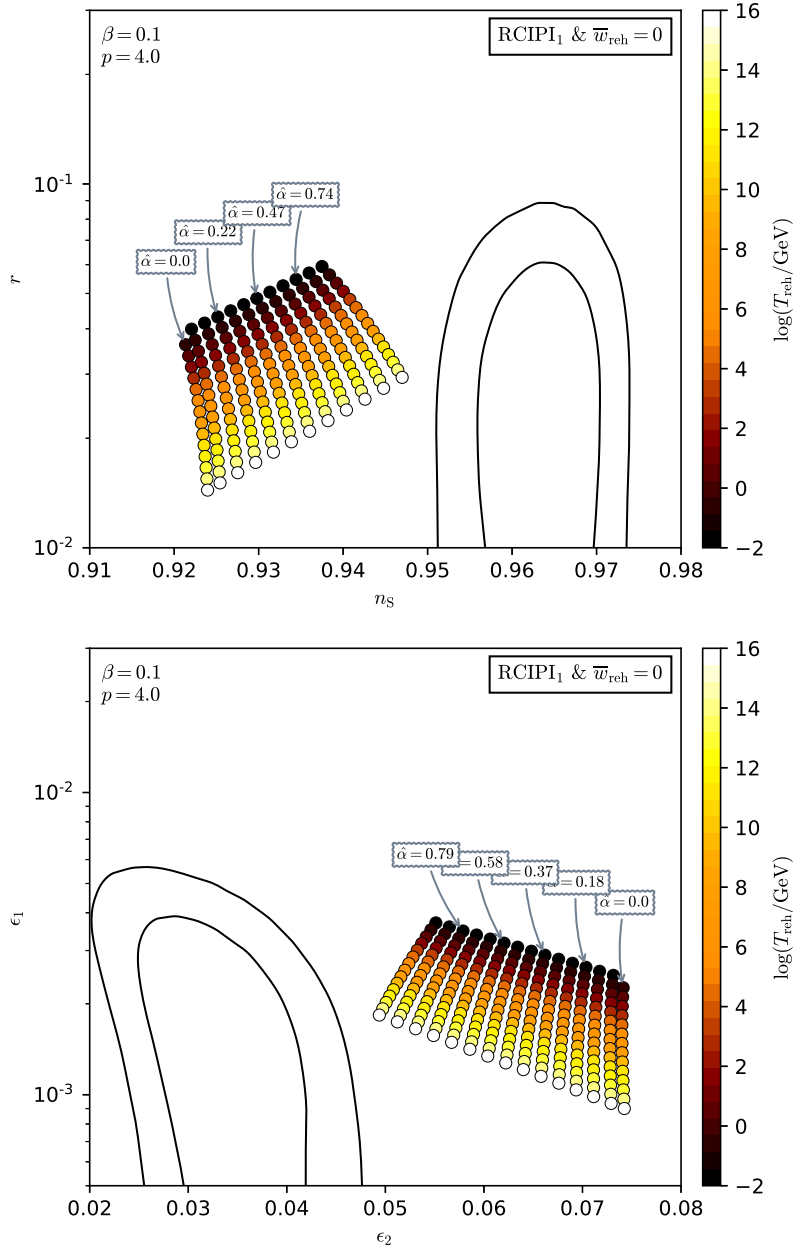 β = 0.1
p = 4.0
RCIPI₁ & w̅_reh = 0
α̂ = 0.0
α̂ = 0.22
α̂ = 0.47
α̂ = 0.74
r
10⁻¹
10⁻²
0.91 0.92 0.93 0.94 0.95 0.96 0.97 0.98
n_S
16
14
12
10
8
6
4
2
0
−2
log(T_reh/GeV)
β = 0.1
p = 4.0
RCIPI₁ & w̅_reh = 0
α̂ = 0.79
= 0.58
= 0.37
= 0.18
α̂ = 0.0
ϵ₁
10⁻²
10⁻³
0.02 0.03 0.04 0.05 0.06 0.07 0.08
ϵ₂
16
14
12
10
8
6
4
2
0
−2
log(T_reh/GeV)